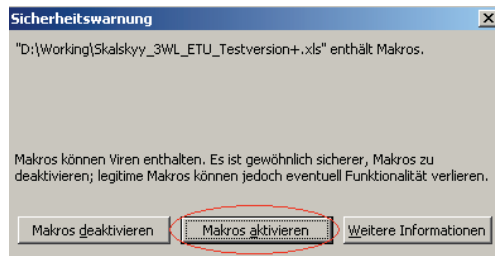 Sicherheitswarnung
"D:\Working\Skalskyy_3WL_ETU_Testversion+.xls" enthält Makros.
Makros können Viren enthalten. Es ist gewöhnlich sicherer, Makros zu
deaktivieren; legitime Makros können jedoch eventuell Funktionalität verlieren.
Makros deaktivieren Makros aktivieren Weitere Informationen